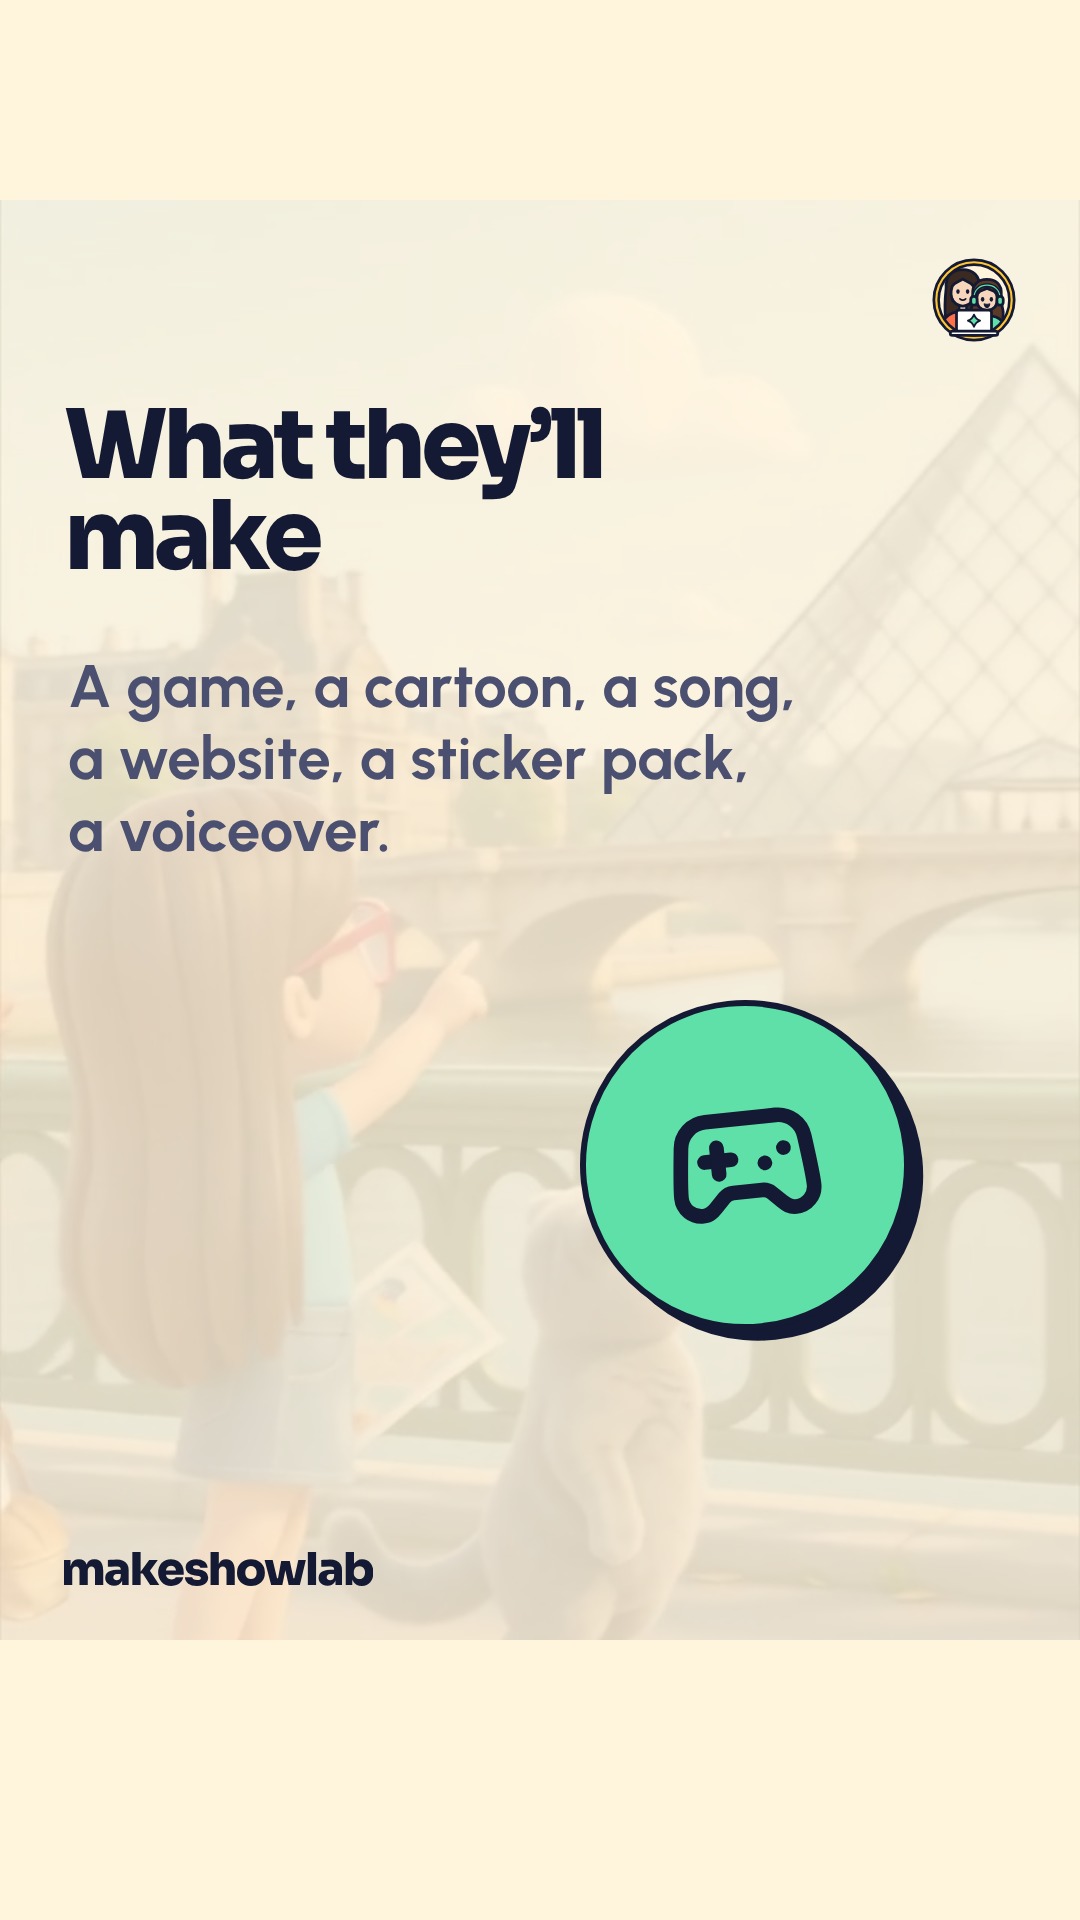 What they’ll
make
A game, a cartoon, a song,
a website, a sticker pack,
a voiceover.
makeshowlab